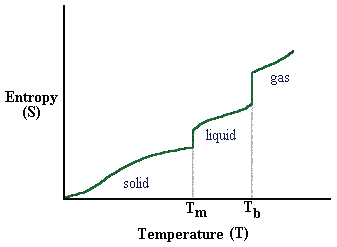 gas
Entropy
(S)
liquid
solid
Tm
Tb
Temperature (T)